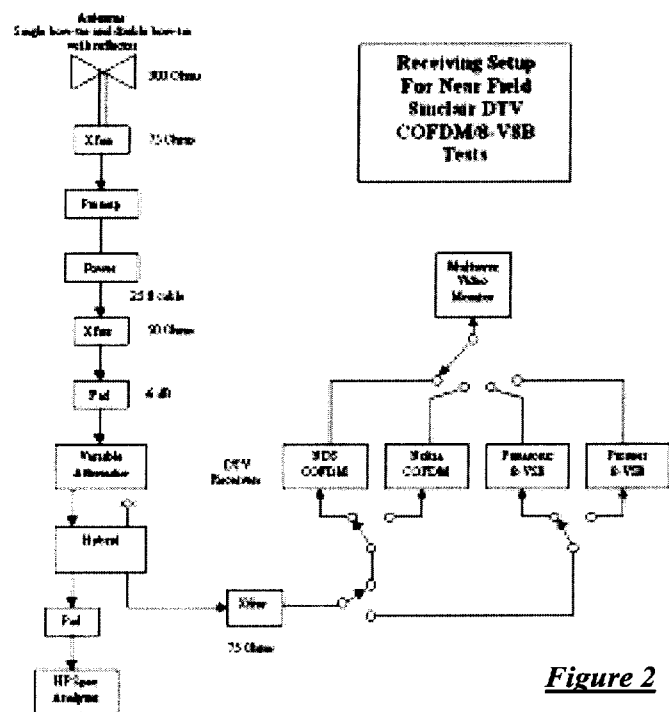 Antenna
Single bow-tie and double bow-tie
with reflector
300 Ohms
Receiving Setup
For Near Field
Sinclair DTV
COFDM/8-VSB
Tests
Xfmr
75 Ohms
Preamp
Power
25 ft cable
Xfmr
50 Ohms
Pad
6 dB
Variable
Attenuator
Hybrid
Pad
HP Spec
Analyzer
Xfmr
75 Ohms
DTV
Receivers
NDS
COFDM
Nokia
COFDM
Panasonic
8-VSB
Pioneer
8-VSB
Video
Monitor
Figure 2